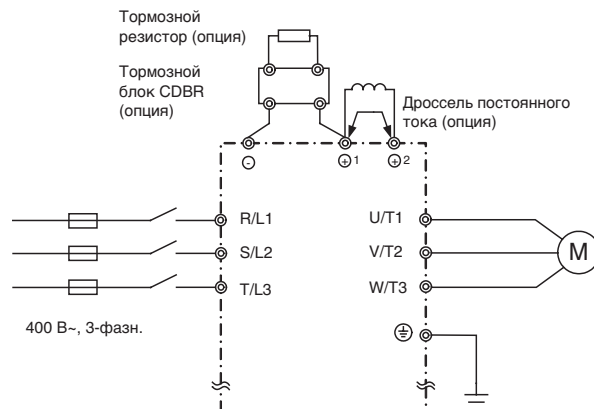 Тормозной
резистор (опция)
Тормозной
блок CDBR
(опция)
Дроссель постоянного
тока (опция)
-
+ 1
+ 2
R/L1
U/T1
S/L2
V/T2
M
T/L3
W/T3
400 В~, 3-фазн.